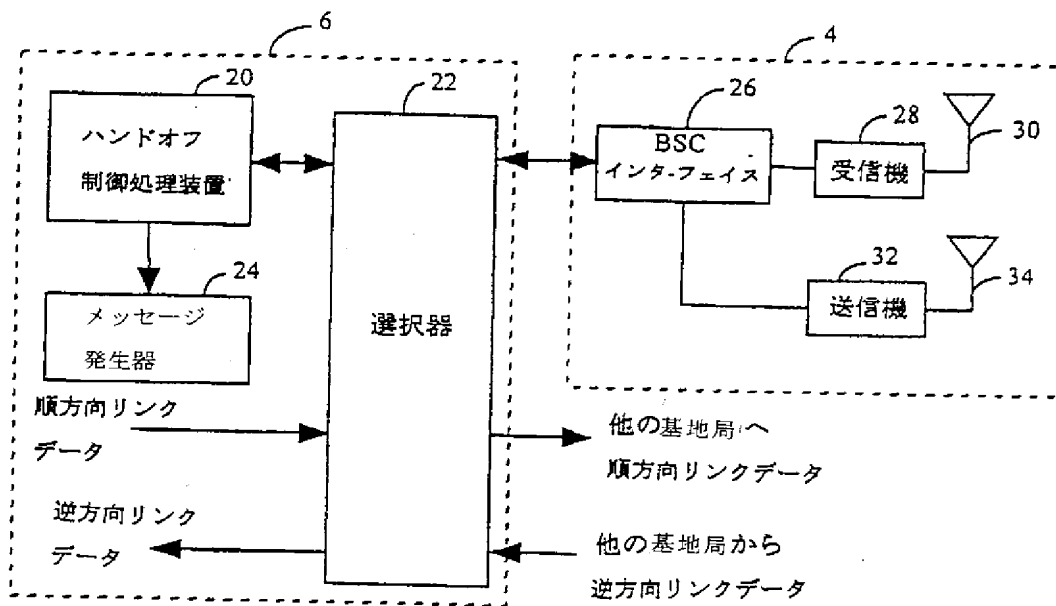 6
4
20
22
26
28
30
ハンドオフ
制御処理装置
BSC
インターフェイス
受信機
24
32
34
メッセージ
発生器
選択器
送信機
順方向リンク
データ
他の基地局へ
順方向リンクデータ
逆方向リンク
データ
他の基地局から
逆方向リンクデータ